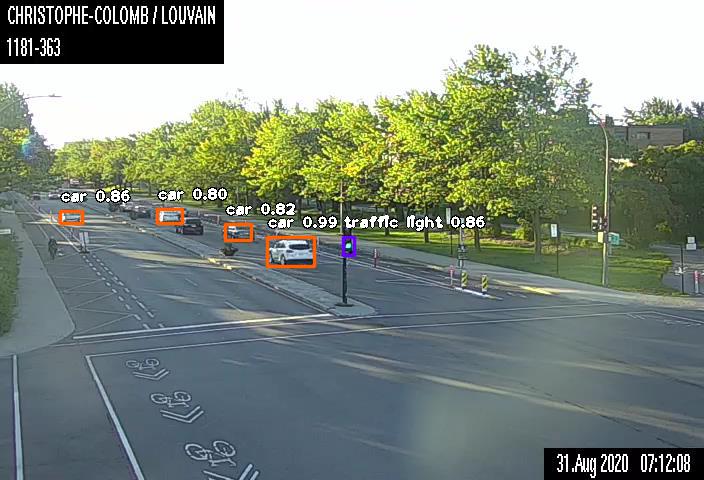 CHRISTOPHE-COLOMB / LOUVAIN
1181-363
car 0.86
car 0.80
car 0.82
car 0.99
traffic light 0.86
31.Aug 2020 07:12:08